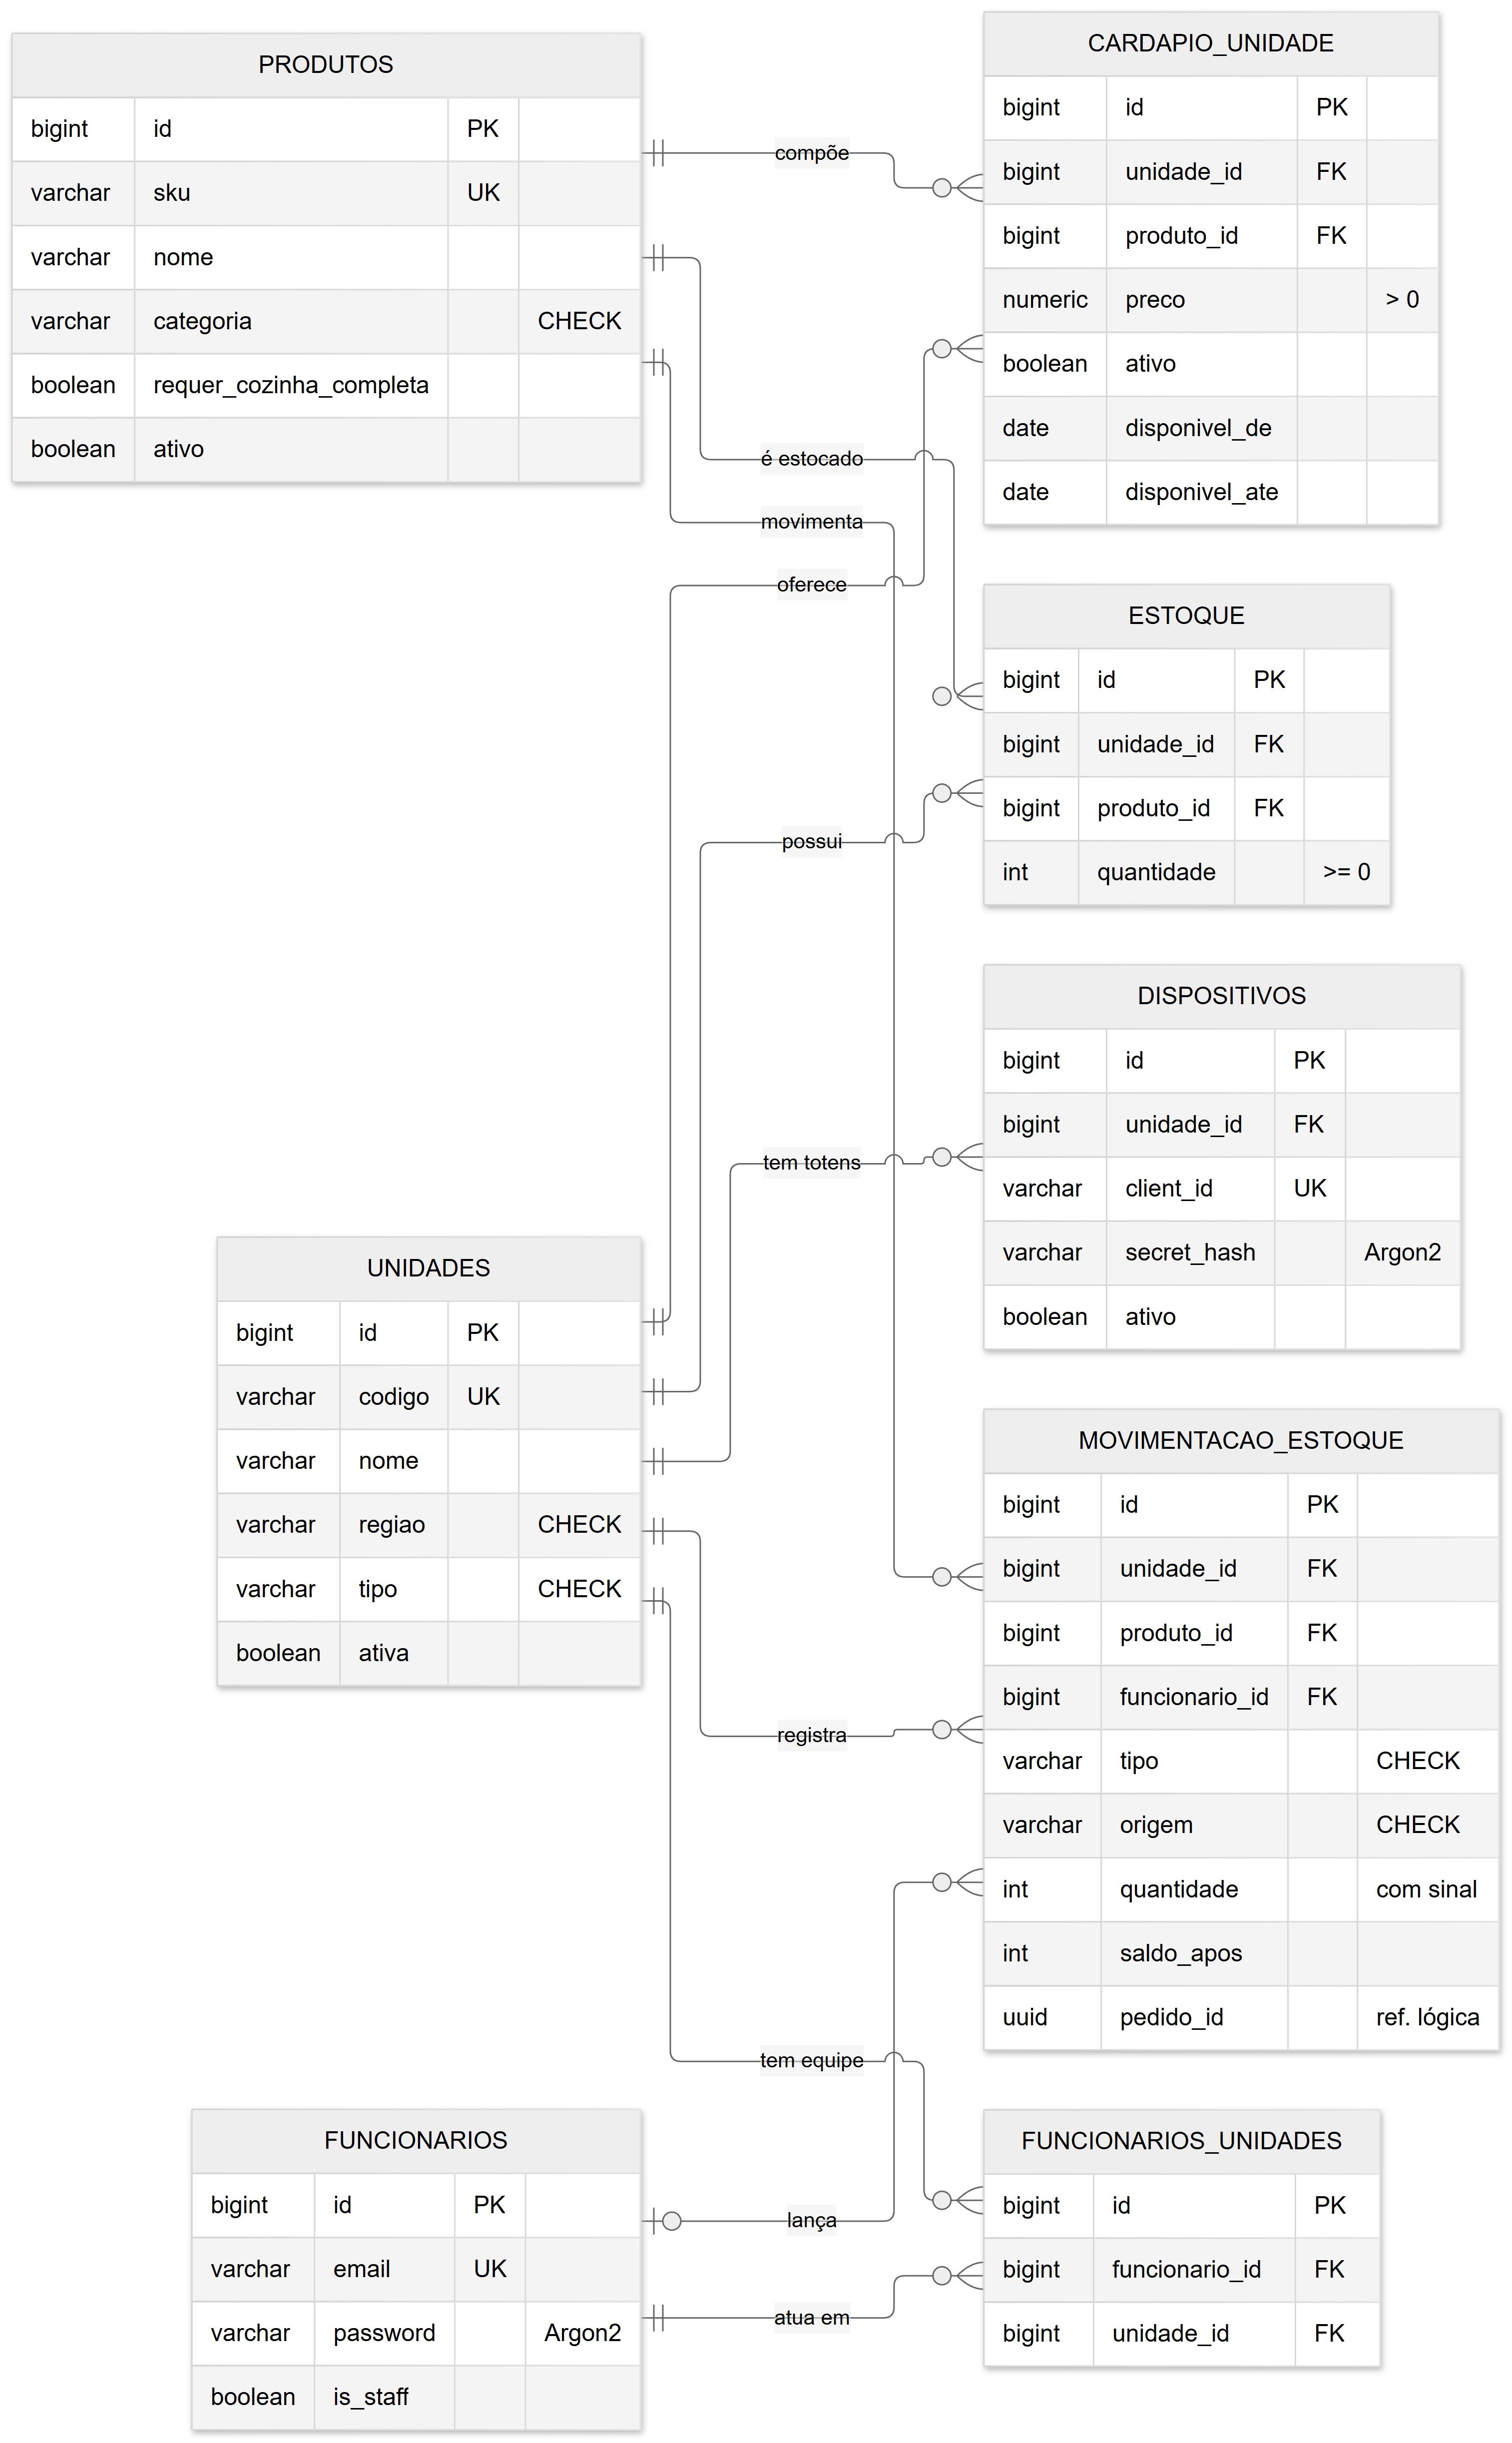 PRODUTOS
bigint id PK
varchar sku UK
varchar nome
varchar categoria CHECK
boolean requer_cozinha_completa
boolean ativo
CARDAPIO_UNIDADE
bigint id PK
bigint unidade_id FK
bigint produto_id FK
numeric preco > 0
boolean ativo
date disponivel_de
date disponivel_ate
compõe
é estocado
movimenta
oferece
ESTOQUE
bigint id PK
bigint unidade_id FK
bigint produto_id FK
int quantidade >= 0
possui
DISPOSITIVOS
bigint id PK
bigint unidade_id FK
varchar client_id UK
varchar secret_hash Argon2
boolean ativo
tem totens
UNIDADES
bigint id PK
varchar codigo UK
varchar nome
varchar regiao CHECK
varchar tipo CHECK
boolean ativa
MOVIMENTACAO_ESTOQUE
bigint id PK
bigint unidade_id FK
bigint produto_id FK
bigint funcionario_id FK
varchar tipo CHECK
varchar origem CHECK
int quantidade com sinal
int saldo_apos
uuid pedido_id ref. lógica
registra
tem equipe
FUNCIONARIOS
bigint id PK
varchar email UK
varchar password Argon2
boolean is_staff
lança
atua em
FUNCIONARIOS_UNIDADES
bigint id PK
bigint funcionario_id FK
bigint unidade_id FK